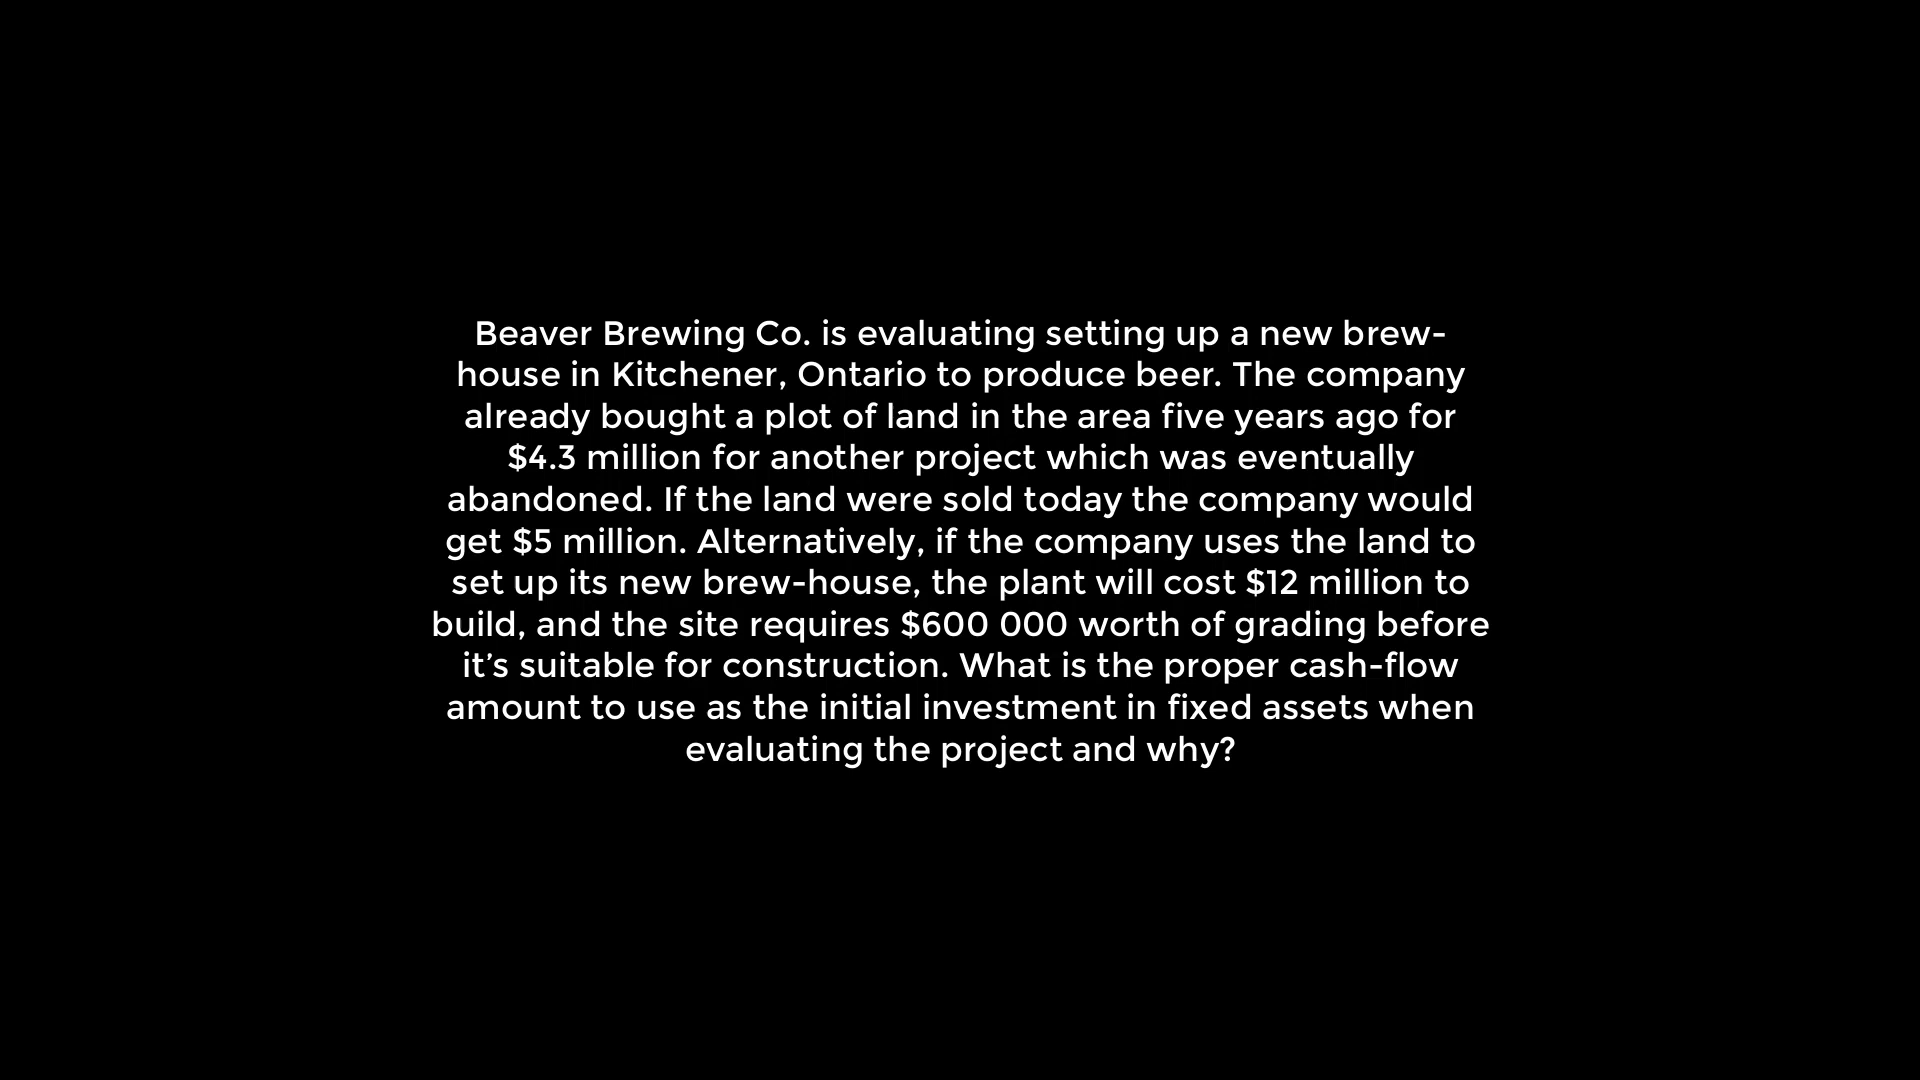 Beaver Brewing Co. is evaluating setting up a new brew-
house in Kitchener, Ontario to produce beer. The company
already bought a plot of land in the area five years ago for
$4.3 million for another project which was eventually
abandoned. If the land were sold today the company would
get $5 million. Alternatively, if the company uses the land to
set up its new brew-house, the plant will cost $12 million to
build, and the site requires $600 000 worth of grading before
it’s suitable for construction. What is the proper cash-flow
amount to use as the initial investment in fixed assets when
evaluating the project and why?